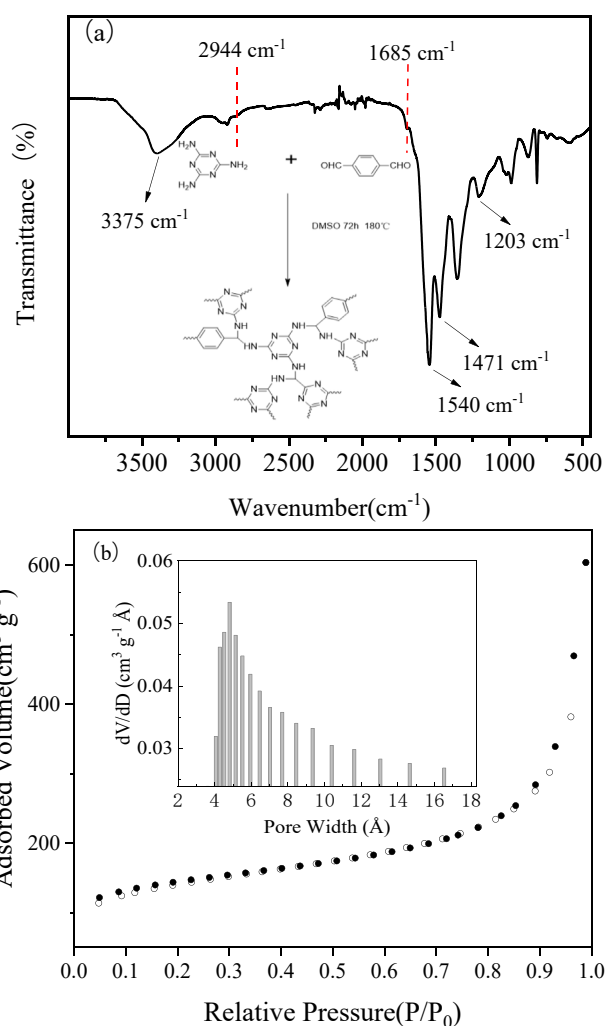 (a)
2944 cm-1
1685 cm-1
H2N
NH2
H2N
+
OHC
CHO
3375 cm-1
DMSO 72h 180℃
1203 cm-1
1471 cm-1
1540 cm-1
Transmittance (%)
3500 3000 2500 2000 1500 1000 500
Wavenumber(cm-1)
(b)
0.06
0.05
0.04
0.03
dV/dD (cm3 g-1 Å)
2 4 6 8 10 12 14 16 18
Pore Width (Å)
600
400
200
Adsorbed Volume(cm3 g-1)
0.0 0.1 0.2 0.3 0.4 0.5 0.6 0.7 0.8 0.9 1.0
Relative Pressure(P/P0)